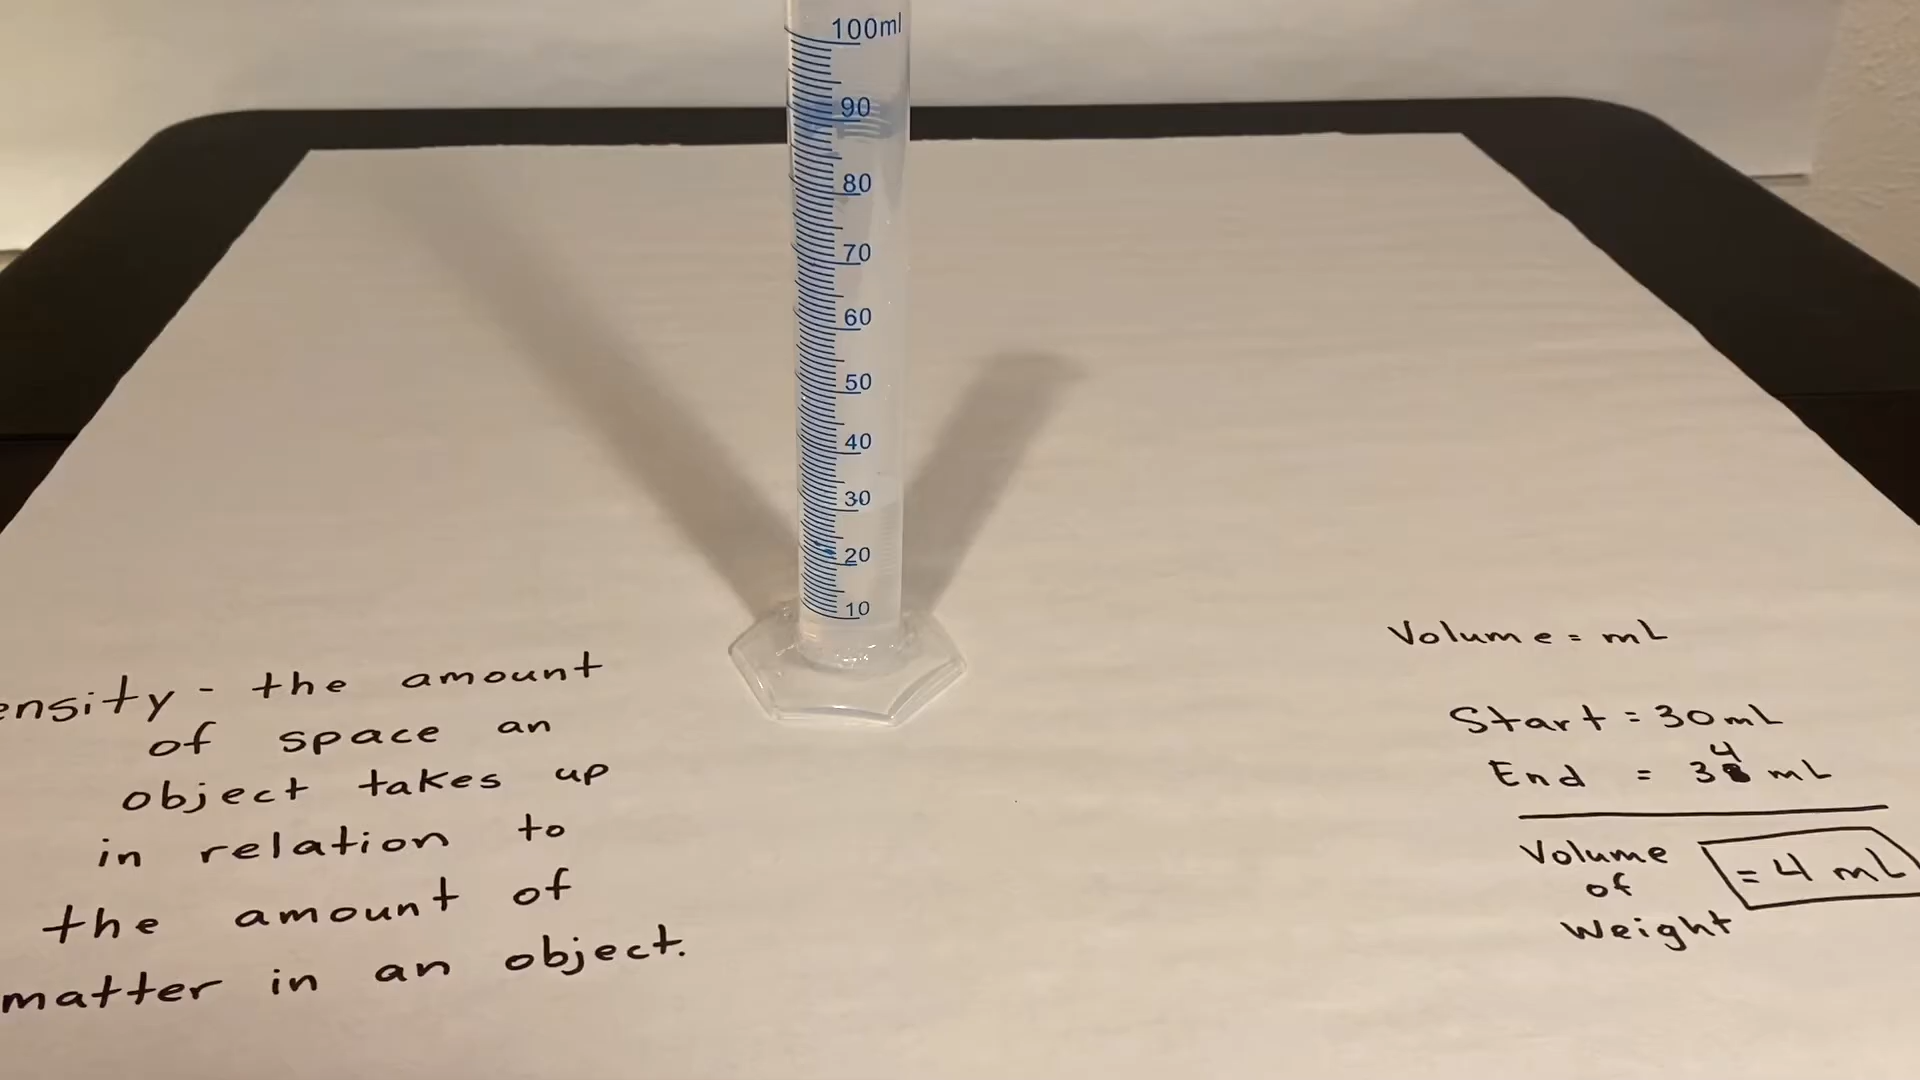 100ml
90
80
70
60
50
40
30
20
10
ensity - the amount
of space an
object takes up
in relation to
the amount of
matter in an object.
Volume = mL
Start = 30 mL
End = 34 mL
Volume
of
Weight
= 4 mL